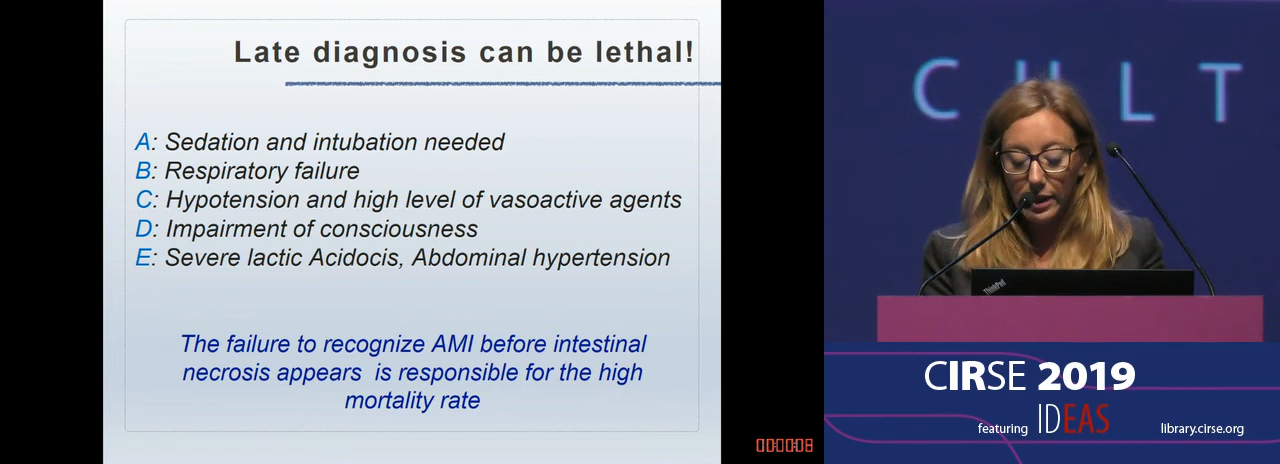 Late diagnosis can be lethal!
A: Sedation and intubation needed
B: Respiratory failure
C: Hypotension and high level of vasoactive agents
D: Impairment of consciousness
E: Severe lactic Acidocis, Abdominal hypertension
The failure to recognize AMI before intestinal
necrosis appears is responsible for the high
mortality rate
C U L T
ThinkPad
CIRSE 2019
featuring IDEAS
library.cirse.org